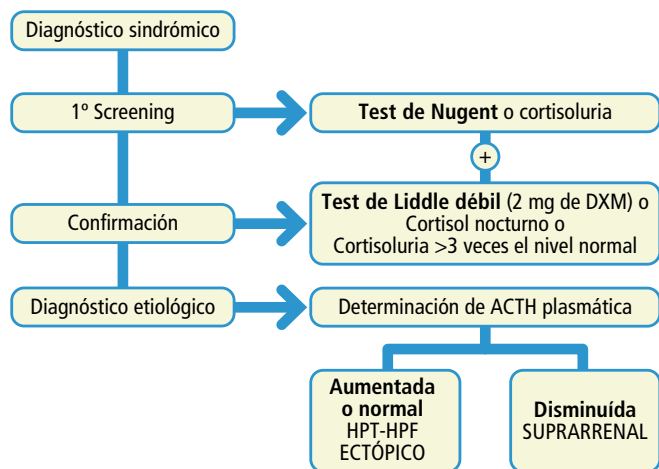 Diagnóstico sindrómico
1º Screening
Test de Nugent o cortisoluria
+
Confirmación
Test de Liddle débil (2 mg de DXM) o
Cortisol nocturno o
Cortisoluria >3 veces el nivel normal
Diagnóstico etiológico
Determinación de ACTH plasmática
Aumentada
o normal
HPT-HPF
ECTÓPICO
Disminuída
SUPRARRENAL